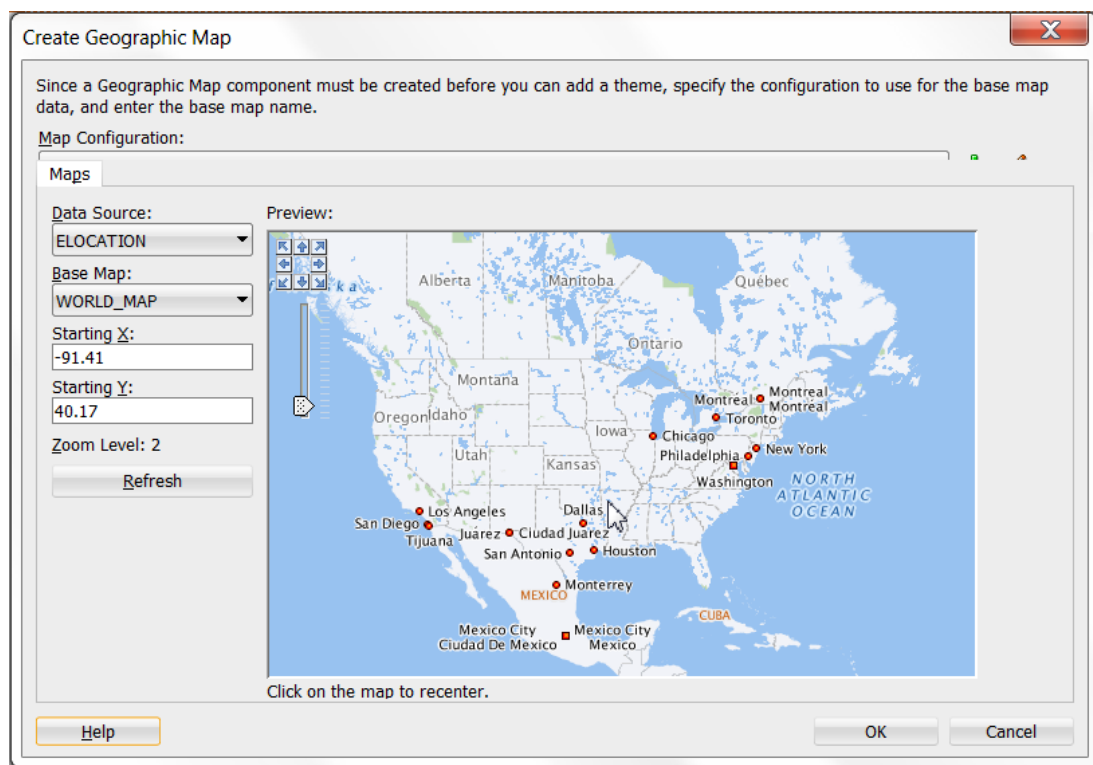 Create Geographic Map
Since a Geographic Map component must be created before you can add a theme, specify the configuration to use for the base map
data, and enter the base map name.
Map Configuration:
Maps
Data Source:
ELOCATION
Base Map:
WORLD_MAP
Starting X:
-91.41
Starting Y:
40.17
Zoom Level: 2
Refresh
Preview:
Alberta
Manitoba
Québec
Ontario
Montana
Montréal
Montreal
Montréal
Toronto
Oregon
Idaho
Iowa
Chicago
New York
Philadelphia
Utah
Kansas
Washington
NORTH
ATLANTIC
OCEAN
Los Angeles
Dallas
San Diego
Tijuana
Juárez
Ciudad Juárez
San Antonio
Houston
Monterrey
MEXICO
CUBA
Mexico City
Ciudad De Mexico
Mexico City
Mexico
Click on the map to recenter.
Help
OK
Cancel